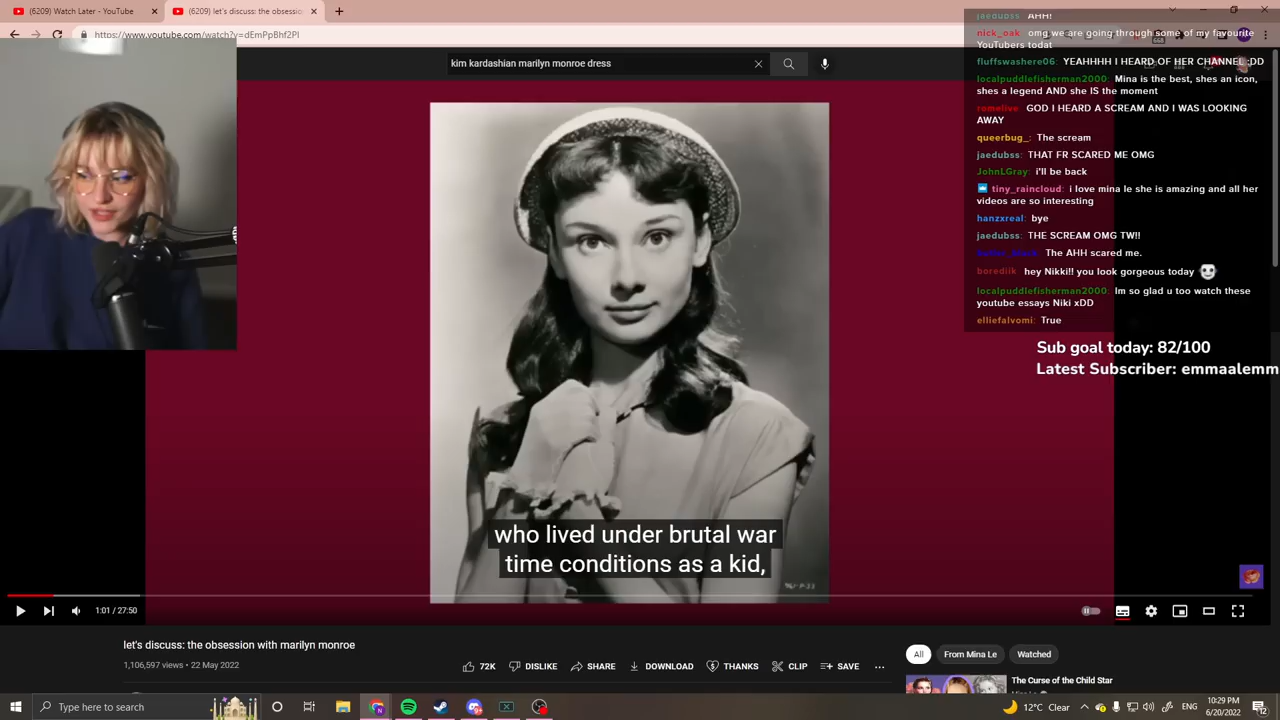 (6209) Watch Later - YouTube
(6209) let's discuss: the obsession
https://www.youtube.com/watch?v=dEmPpBhf2PI
kim kardashian marilyn monroe dress
jaedubss: AHH!
nick_oak: omg we are going through some of my favourite
YouTubers todat
fluffswashere06: YEAHHHH I HEARD OF HER CHANNEL :DD
localpuddlefisherman2000: Mina is the best, shes an icon,
shes a legend AND she IS the moment
romelive: GOD I HEARD A SCREAM AND I WAS LOOKING
AWAY
queerbug_: The scream
jaedubss: THAT FR SCARED ME OMG
JohnLGray: i'll be back
tiny_raincloud: i love mina le she is amazing and all her
videos are so interesting
hanzxreal: bye
jaedubss: THE SCREAM OMG TW!!
The AHH scared me.
borediik: hey Nikki!! you look gorgeous today
localpuddlefisherman2000: Im so glad u too watch these
youtube essays Niki xDD
elliefalvomi: True
Sub goal today: 82/100
Latest Subscriber: emmaalemm
who lived under brutal war
time conditions as a kid,
1:01 / 27:50
let's discuss: the obsession with marilyn monroe
1,106,597 views • 22 May 2022
72K
DISLIKE
SHARE
DOWNLOAD
THANKS
CLIP
SAVE
All
From Mina Le
Watched
The Curse of the Child Star
Type here to search
12°C Clear
10:29 PM
6/20/2022
12